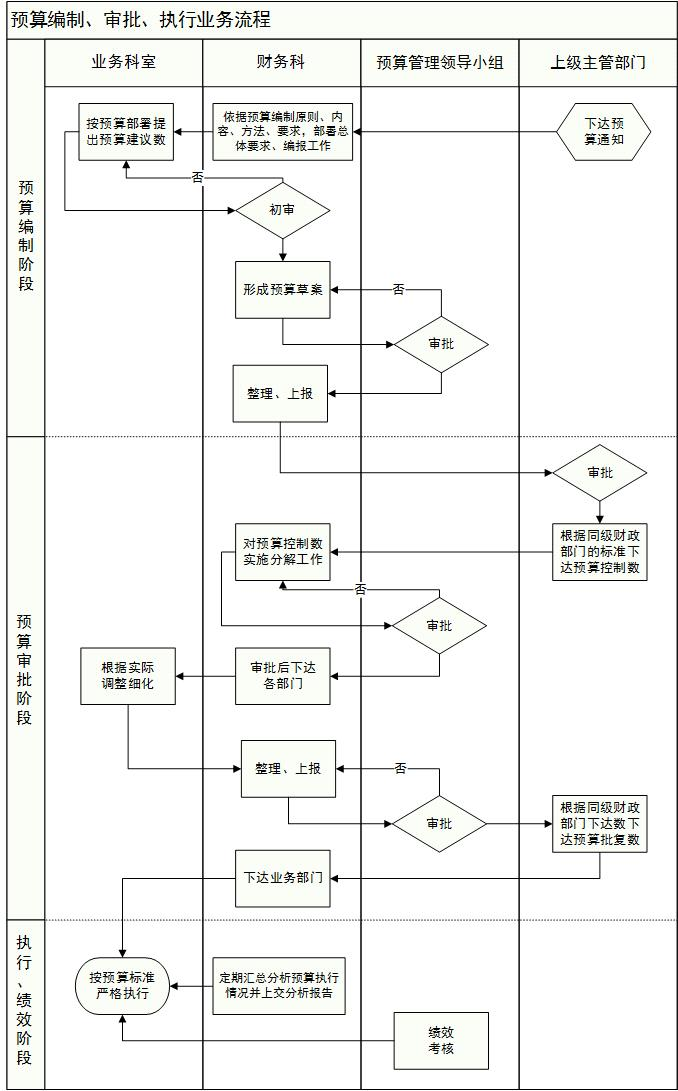 预算编制、审批、执行业务流程
业务科室
财务科
预算管理领导小组
上级主管部门
预算编制阶段
按预算部署提
出预算建议数
依据预算编制原则、内
容、方法、要求，部署总
体要求、编报工作
下达预
算通知
否
初审
形成预算草案
否
审批
整理、上报
预算审批阶段
审批
对预算控制数
实施分解工作
根据同级财政
部门的标准下
达预算控制数
否
审批
根据实际
调整细化
审批后下达
各部门
整理、上报
否
审批
根据同级财政
部门下达数下
达预算批复数
下达业务部门
执行、绩效阶段
按预算标准
严格执行
定期汇总分析预算执行
情况并上交分析报告
绩效
考核